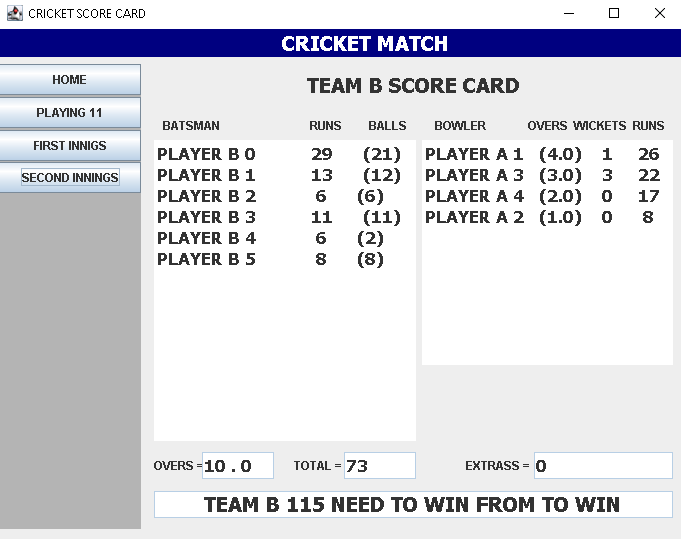 CRICKET SCORE CARD
CRICKET MATCH
HOME
PLAYING 11
FIRST INNIGS
SECOND INNINGS
TEAM B SCORE CARD
BATSMAN RUNS BALLS
PLAYER B 0 29 (21)
PLAYER B 1 13 (12)
PLAYER B 2 6 (6)
PLAYER B 3 11 (11)
PLAYER B 4 6 (2)
PLAYER B 5 8 (8)
BOWLER OVERS WICKETS RUNS
PLAYER A 1 (4.0) 1 26
PLAYER A 3 (3.0) 3 22
PLAYER A 4 (2.0) 0 17
PLAYER A 2 (1.0) 0 8
OVERS = 10 . 0 TOTAL = 73 EXTRASS = 0
TEAM B 115 NEED TO WIN FROM TO WIN